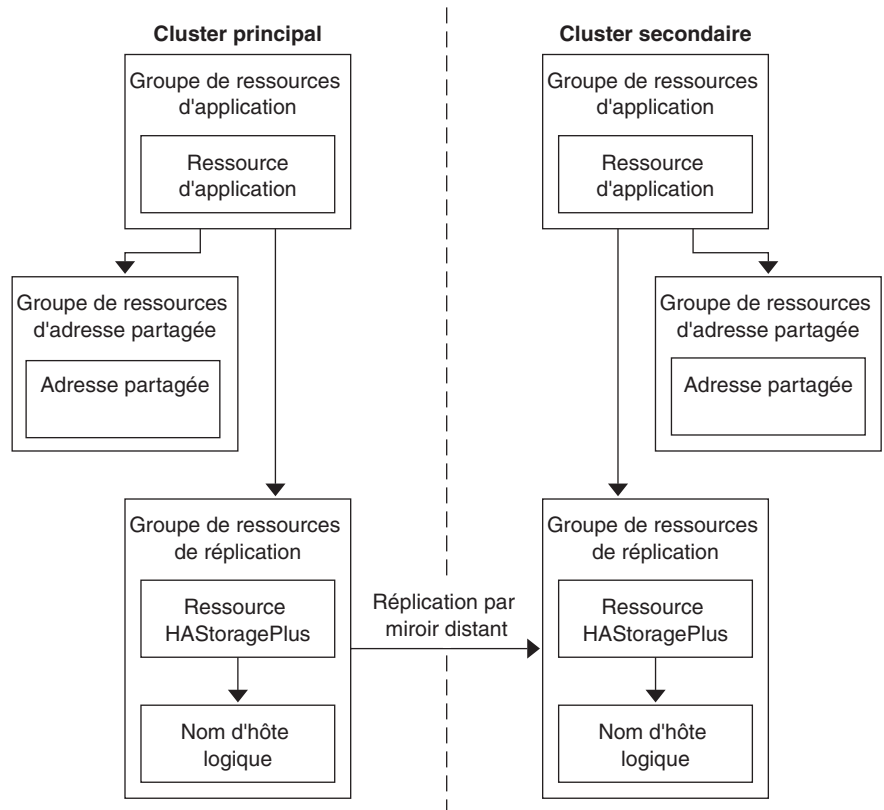 Cluster principal
Groupe de ressources
d'application
Ressource
d'application
Groupe de ressources
d'adresse partagée
Adresse partagée
Groupe de ressources
de réplication
Ressource
HAStoragePlus
Nom d'hôte
logique
Réplication par
miroir distant
Cluster secondaire
Groupe de ressources
d'application
Ressource
d'application
Groupe de ressources
d'adresse partagée
Adresse partagée
Groupe de ressources
de réplication
Ressource
HAStoragePlus
Nom d'hôte
logique